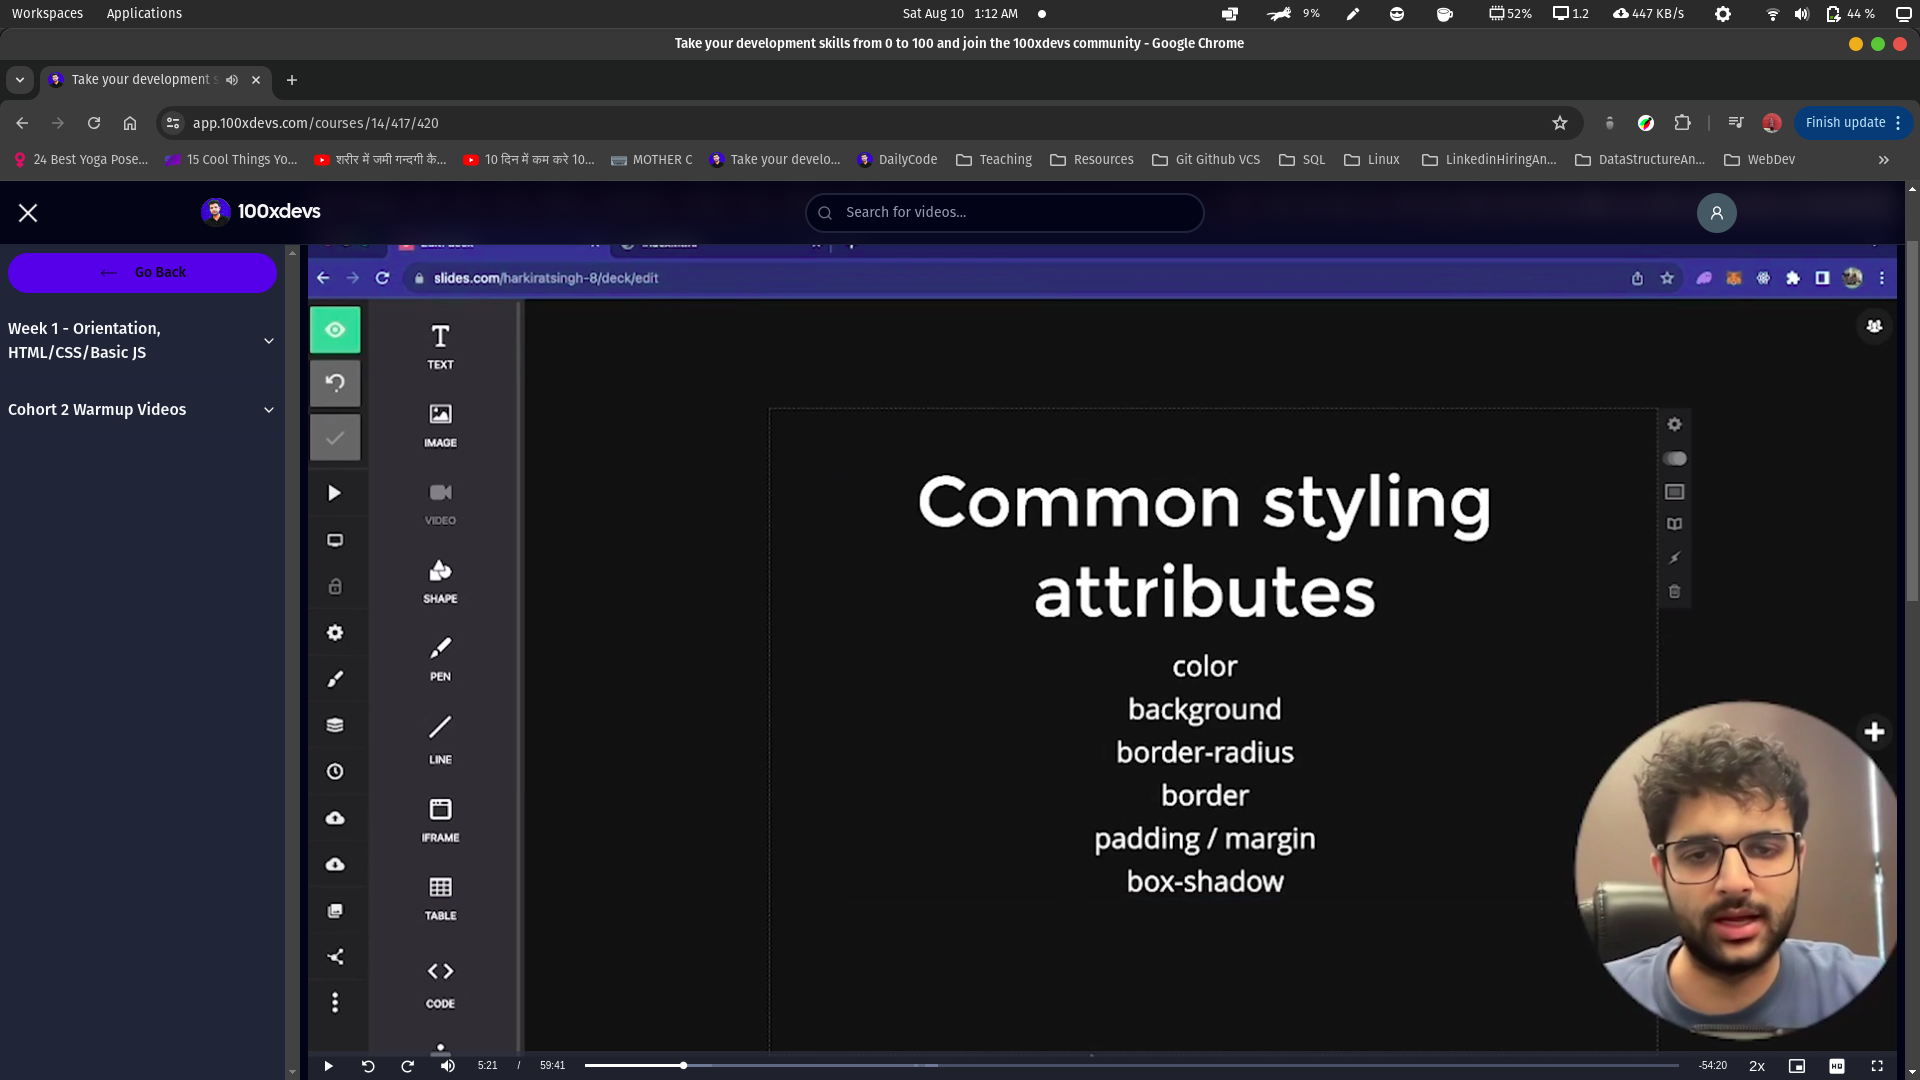 Workspaces Applications Sat Aug 10 1:12 AM 9% 52% 1.2 447 KB/s 44 %
Take your development skills from 0 to 100 and join the 100xdevs community - Google Chrome
Take your development s
app.100xdevs.com/courses/14/417/420 Finish update
24 Best Yoga Pose... 15 Cool Things Yo... शरीर में जमी गन्दगी कै... 10 दिन में कम करे 10... MOTHER C Take your develo... DailyCode Teaching Resources Git Github VCS SQL Linux LinkedinHiringAn... DataStructureAn... WebDev
100xdevs Search for videos...
Go Back
Week 1 - Orientation,
HTML/CSS/Basic JS
Cohort 2 Warmup Videos
slides.com/harkiratsingh-8/deck/edit
TEXT
IMAGE
VIDEO
SHAPE
PEN
LINE
IFRAME
TABLE
CODE
Common styling
attributes
color
background
border-radius
border
padding / margin
box-shadow
5:21 / 59:41 -54:20 2x HD